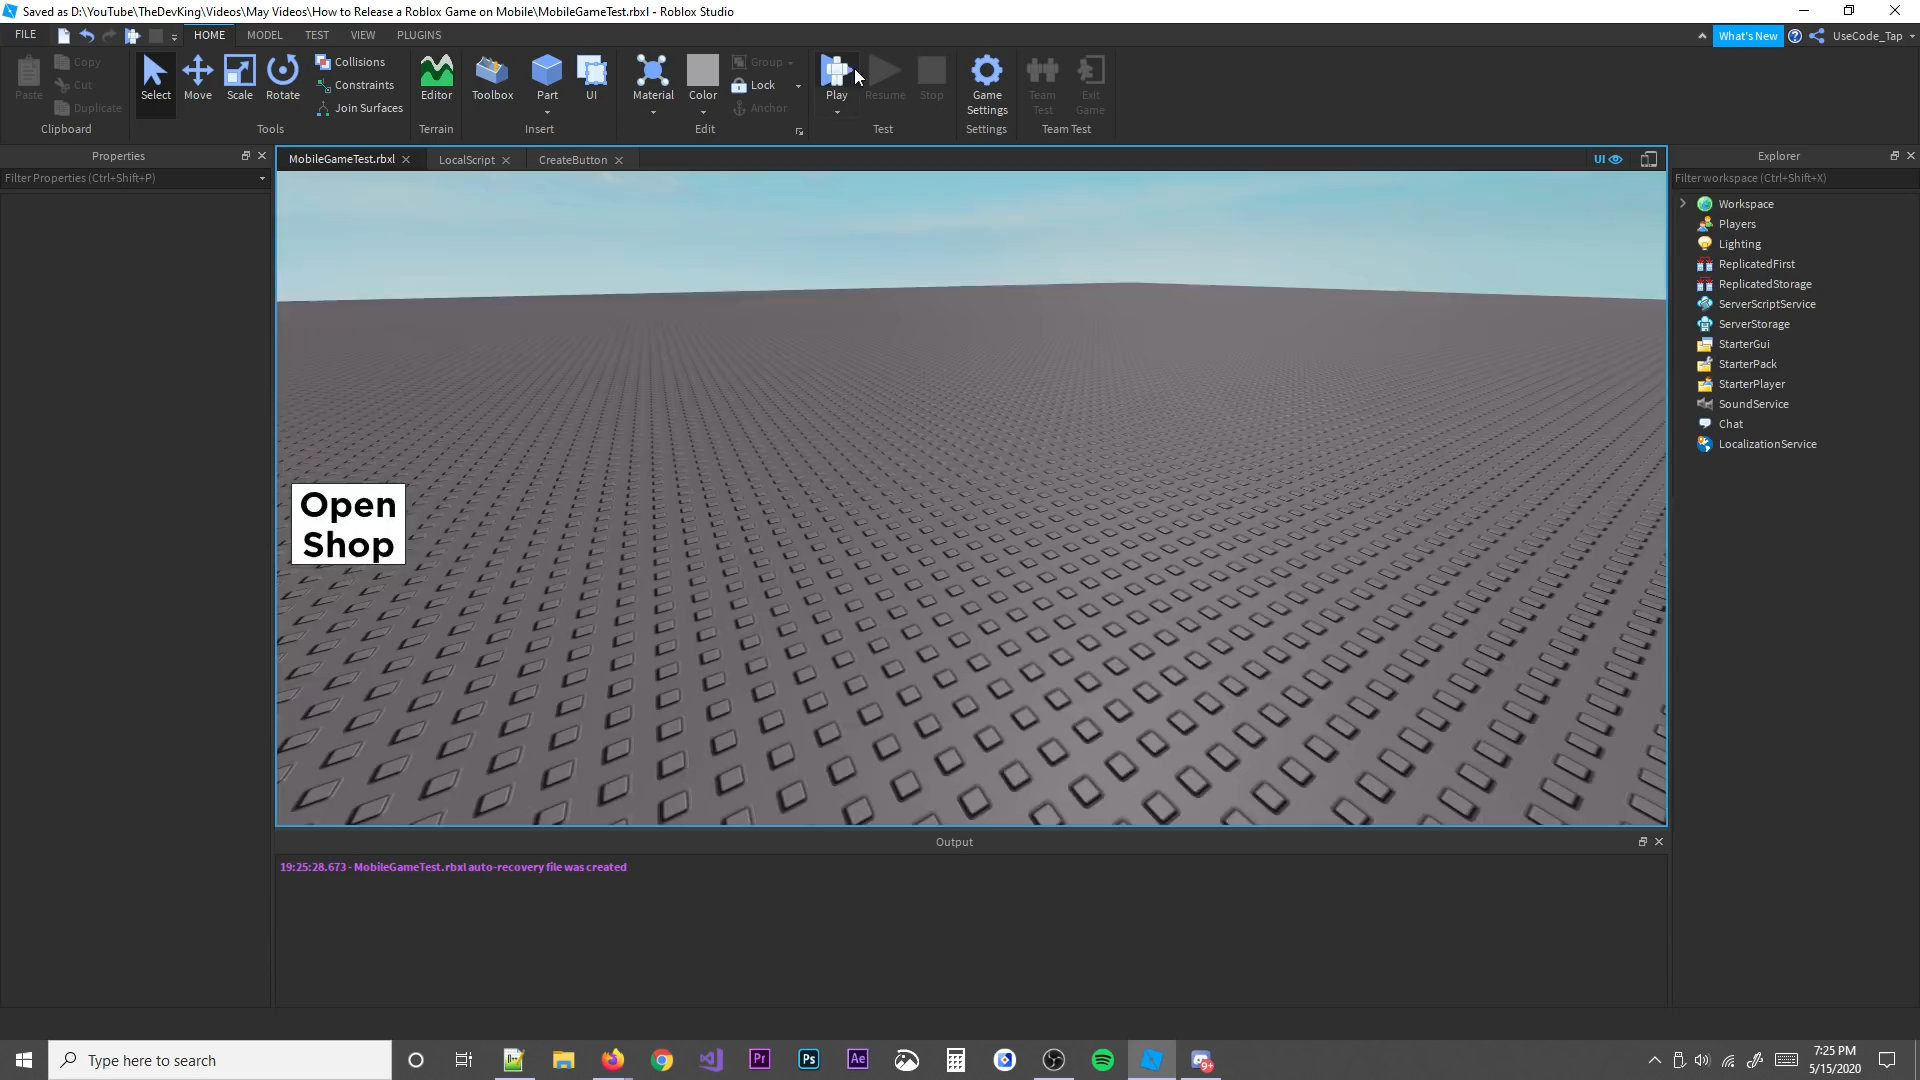 Saved as D:\YouTube\TheDevKing\Videos\May Videos\How to Release a Roblox Game on Mobile\MobileGameTest.rbxl - Roblox Studio
FILE HOME MODEL TEST VIEW PLUGINS What's New UseCode_Tap
Paste Copy Cut Duplicate
Clipboard
Select Move Scale Rotate Collisions Constraints Join Surfaces
Tools
Editor
Terrain
Toolbox Part UI
Insert
Material Color Group Lock Anchor
Edit
Play Resume Stop
Test
Game Settings
Settings
Team Test Exit Game
Team Test
Properties
Filter Properties (Ctrl+Shift+P)
MobileGameTest.rbxl LocalScript CreateButton UI
Open
Shop
Explorer
Filter workspace (Ctrl+Shift+X)
Workspace
Players
Lighting
ReplicatedFirst
ReplicatedStorage
ServerScriptService
ServerStorage
StarterGui
StarterPack
StarterPlayer
SoundService
Chat
LocalizationService
Output
19:25:28.673 - MobileGameTest.rbxl auto-recovery file was created
Type here to search
Pr Ps Ae
9+
7:25 PM
5/15/2020